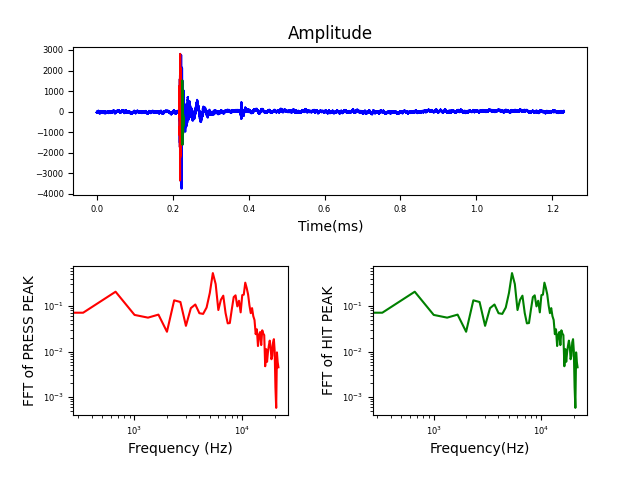 Amplitude
3000
2000
1000
0
−1000
−2000
−3000
−4000
0.0 0.2 0.4 0.6 0.8 1.0 1.2
Time(ms)
FFT of PRESS PEAK
10⁻¹
10⁻²
10⁻³
10³ 10⁴
Frequency (Hz)
FFT of HIT PEAK
10⁻¹
10⁻²
10⁻³
10³ 10⁴
Frequency(Hz)